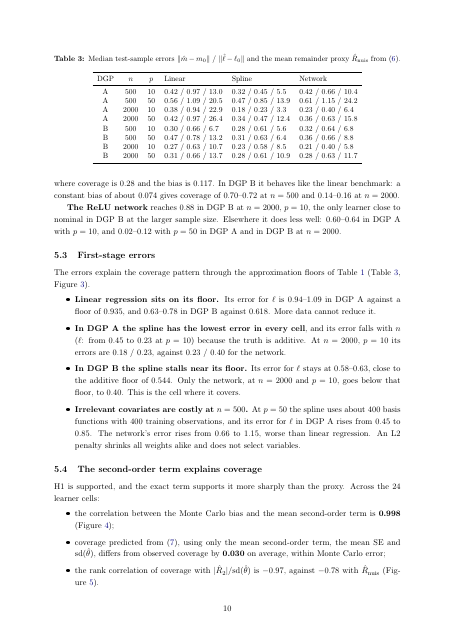 Table 3: Median test-sample errors ‖m̂ − m₀‖ / ||ℓ̂ − ℓ₀|| and the mean remainder proxy R̂nuis from (6).
DGP n p Linear Spline Network
A 500 10 0.42 / 0.97 / 13.0 0.32 / 0.45 / 5.5 0.42 / 0.66 / 10.4
A 500 50 0.56 / 1.09 / 20.5 0.47 / 0.85 / 13.9 0.61 / 1.15 / 24.2
A 2000 10 0.38 / 0.94 / 22.9 0.18 / 0.23 / 3.3 0.23 / 0.40 / 6.4
A 2000 50 0.42 / 0.97 / 26.4 0.34 / 0.47 / 12.4 0.36 / 0.63 / 15.8
B 500 10 0.30 / 0.66 / 6.7 0.28 / 0.61 / 5.6 0.32 / 0.64 / 6.8
B 500 50 0.47 / 0.78 / 13.2 0.31 / 0.63 / 6.4 0.36 / 0.66 / 8.8
B 2000 10 0.27 / 0.63 / 10.7 0.23 / 0.58 / 8.5 0.21 / 0.40 / 5.8
B 2000 50 0.31 / 0.66 / 13.7 0.28 / 0.61 / 10.9 0.28 / 0.63 / 11.7
where coverage is 0.28 and the bias is 0.117. In DGP B it behaves like the linear benchmark: a
constant bias of about 0.074 gives coverage of 0.70–0.72 at n = 500 and 0.14–0.16 at n = 2000.
The ReLU network reaches 0.88 in DGP B at n = 2000, p = 10, the only learner close to
nominal in DGP B at the larger sample size. Elsewhere it does less well: 0.60–0.64 in DGP A
with p = 10, and 0.02–0.12 with p = 50 in DGP A and in DGP B at n = 2000.
5.3 First-stage errors
The errors explain the coverage pattern through the approximation floors of Table 1 (Table 3,
Figure 3).
• Linear regression sits on its floor. Its error for ℓ is 0.94–1.09 in DGP A against a
floor of 0.935, and 0.63–0.78 in DGP B against 0.618. More data cannot reduce it.
• In DGP A the spline has the lowest error in every cell, and its error falls with n
(ℓ: from 0.45 to 0.23 at p = 10) because the truth is additive. At n = 2000, p = 10 its
errors are 0.18 / 0.23, against 0.23 / 0.40 for the network.
• In DGP B the spline stalls near its floor. Its error for ℓ stays at 0.58–0.63, close to
the additive floor of 0.544. Only the network, at n = 2000 and p = 10, goes below that
floor, to 0.40. This is the cell where it covers.
• Irrelevant covariates are costly at n = 500. At p = 50 the spline uses about 400 basis
functions with 400 training observations, and its error for ℓ in DGP A rises from 0.45 to
0.85. The network's error rises from 0.66 to 1.15, worse than linear regression. An L2
penalty shrinks all weights alike and does not select variables.
5.4 The second-order term explains coverage
H1 is supported, and the exact term supports it more sharply than the proxy. Across the 24
learner cells:
• the correlation between the Monte Carlo bias and the mean second-order term is 0.998
(Figure 4);
• coverage predicted from (7), using only the mean second-order term, the mean SE and
sd(θ̂), differs from observed coverage by 0.030 on average, within Monte Carlo error;
• the rank correlation of coverage with |R̄₂|/sd(θ̂) is −0.97, against −0.78 with R̂nuis (Fig-
ure 5).
10